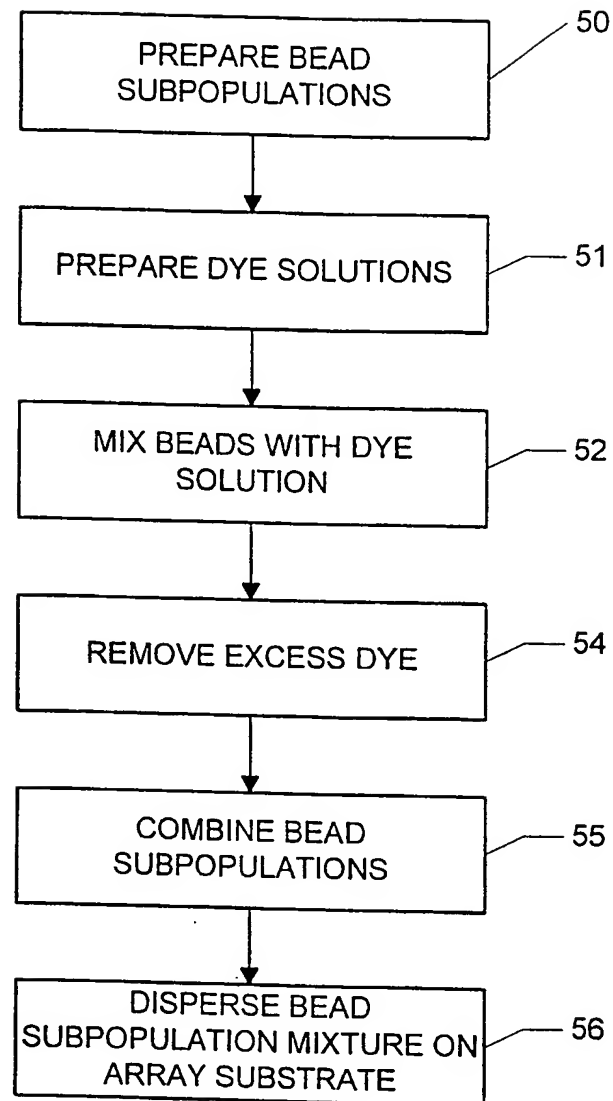 PREPARE BEAD
SUBPOPULATIONS
50
PREPARE DYE SOLUTIONS
51
MIX BEADS WITH DYE
SOLUTION
52
REMOVE EXCESS DYE
54
COMBINE BEAD
SUBPOPULATIONS
55
DISPERSE BEAD
SUBPOPULATION MIXTURE ON
ARRAY SUBSTRATE
56